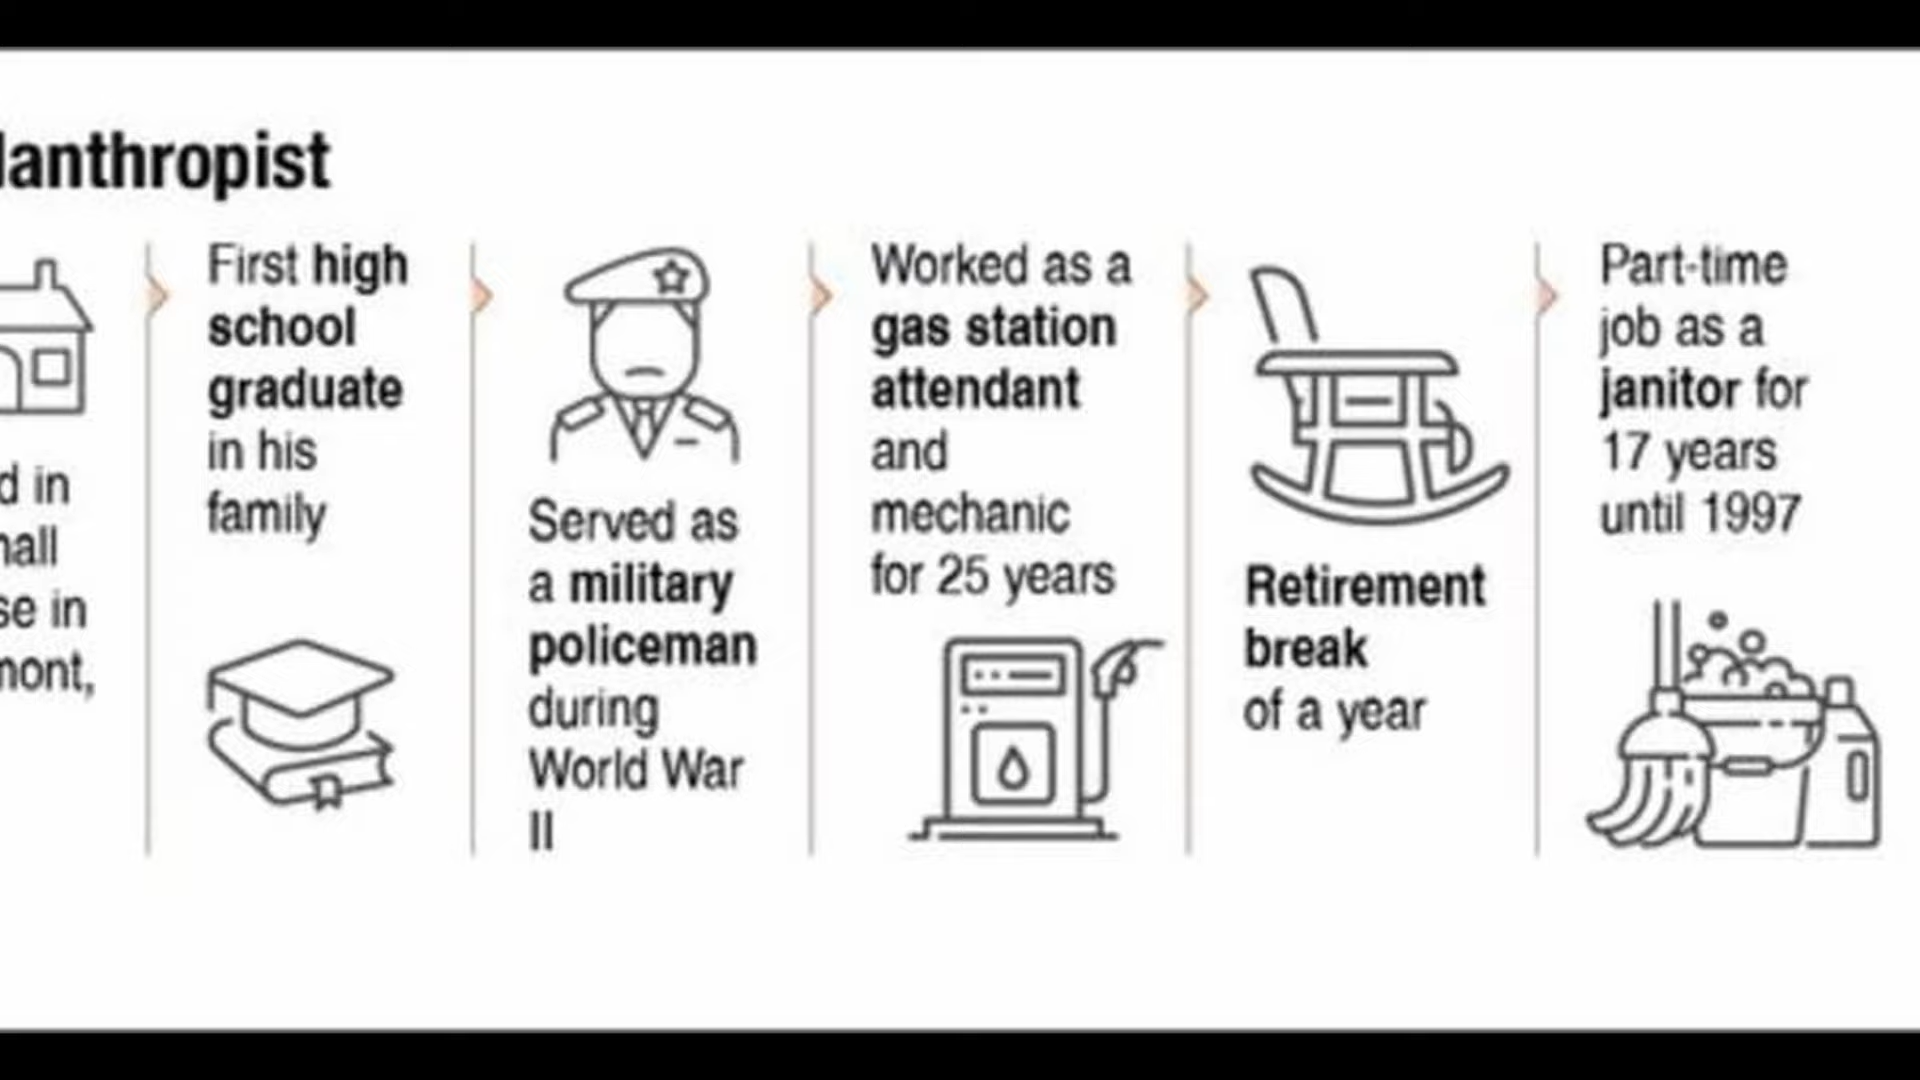 lanthropist
d in
hall
se in
mont,
First high
school
graduate
in his
family
Served as
a military
policeman
during
World War
II
Worked as a
gas station
attendant
and
mechanic
for 25 years
Retirement
break
of a year
Part-time
job as a
janitor for
17 years
until 1997